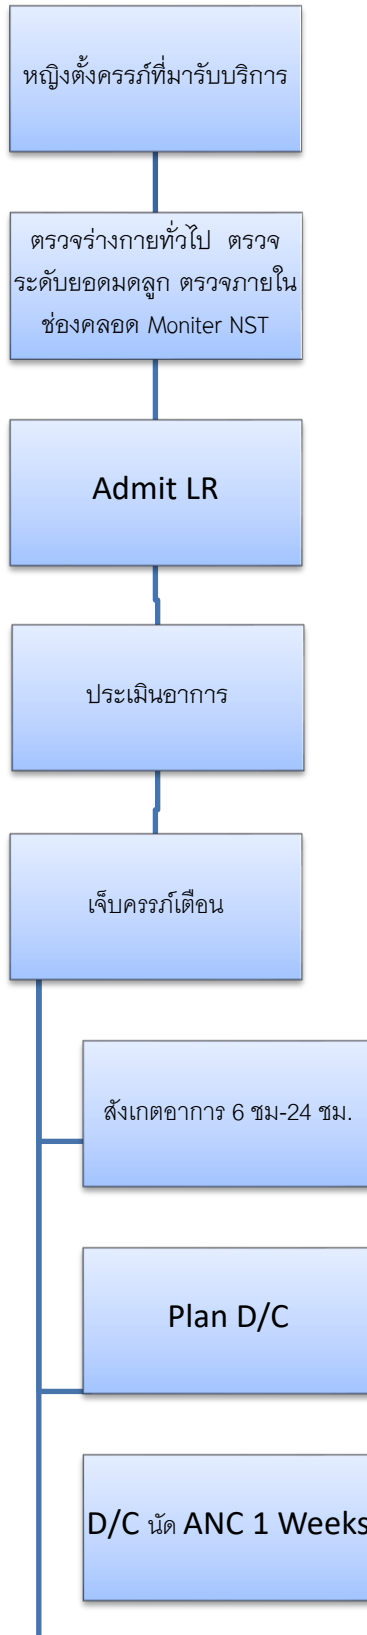 หญิงตั้งครรภ์ที่มารับบริการ
ตรวจร่างกายทั่วไป ตรวจ
ระดับยอดมดลูก ตรวจภายใน
ช่องคลอด Moniter NST
Admit LR
ประเมินอาการ
เจ็บครรภ์เตือน
สังเกตอาการ 6 ชม-24 ชม.
Plan D/C
D/C นัด ANC 1 Weeks